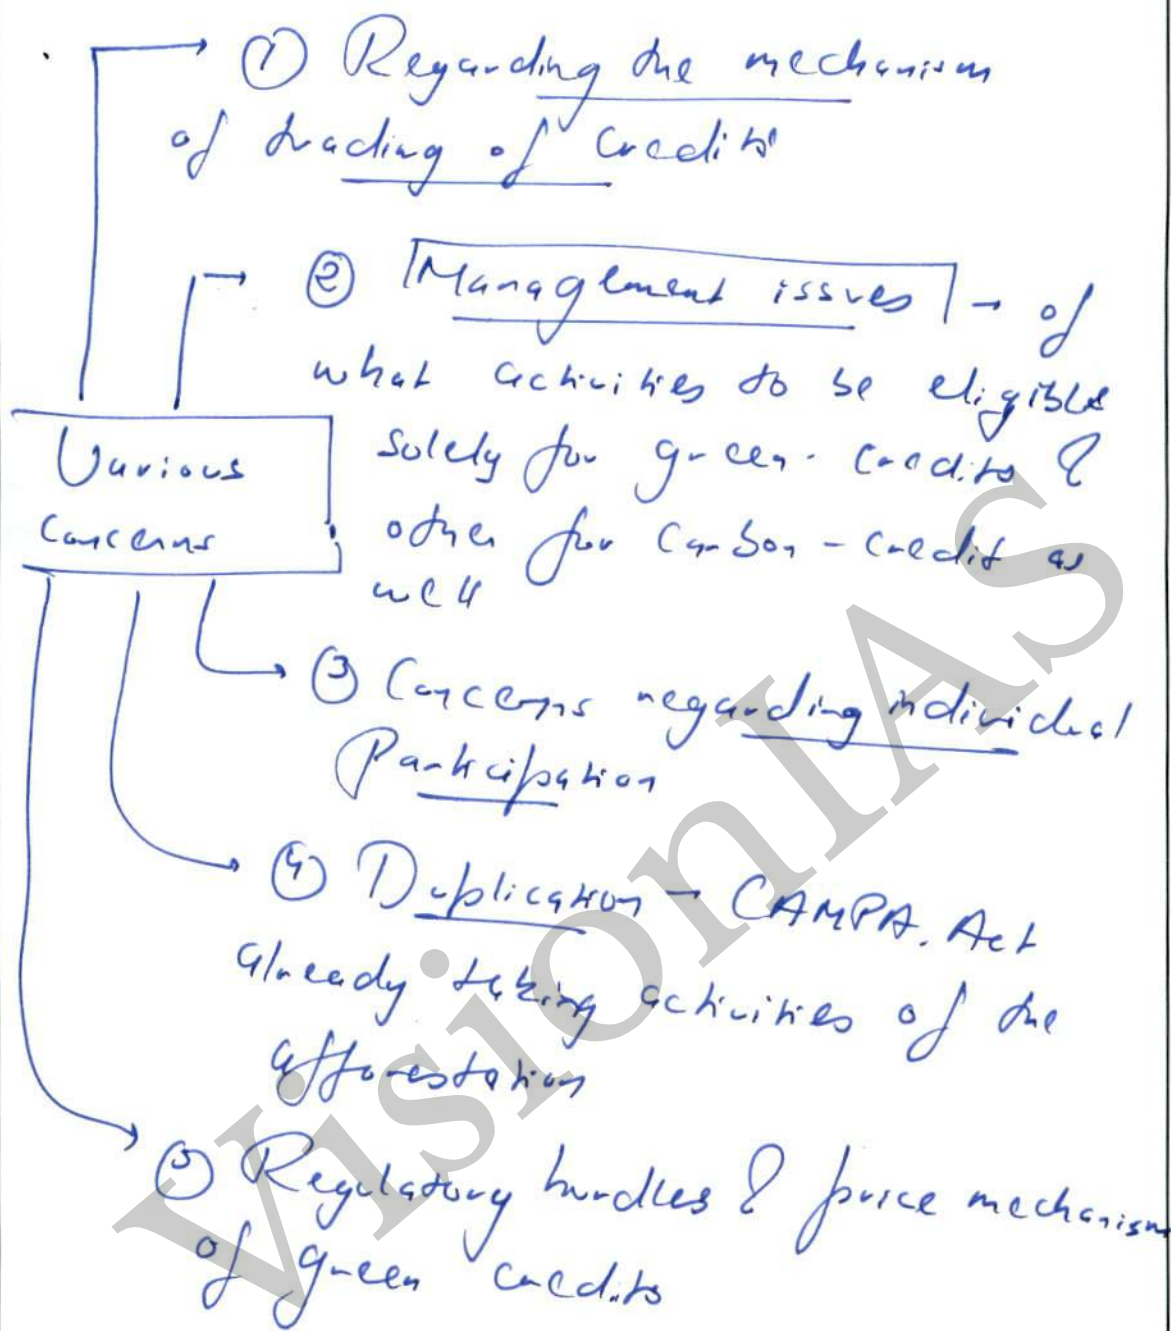 ① Regarding the mechanism
of trading of credits
② Management issues → of
what activities to be eligible
solely for green credits &
other for Carbon-credit as
well
Various
Concerns
③ Concerns regarding individual
Participation
④ Duplication - CAMPA. Act
already taking activities of the
afforestation
⑤ Regulatory hurdles & price mechanism
of green credits
VisionIAS